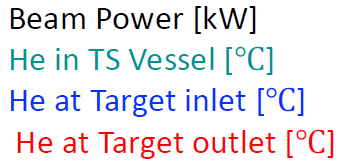 Beam Power [kW]
He in TS Vessel [°C]
He at Target inlet [°C]
He at Target outlet [°C]